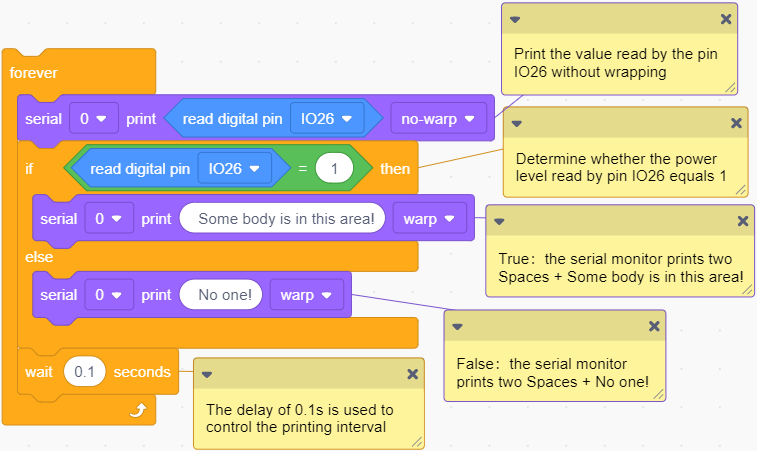 forever
serial 0 print read digital pin IO26 no-warp
Print the value read by the pin
IO26 without wrapping
if read digital pin IO26 = 1 then
Determine whether the power
level read by pin IO26 equals 1
serial 0 print Some body is in this area! warp
True：the serial monitor prints two
Spaces + Some body is in this area!
else
serial 0 print No one! warp
False：the serial monitor
prints two Spaces + No one!
wait 0.1 seconds
The delay of 0.1s is used to
control the printing interval